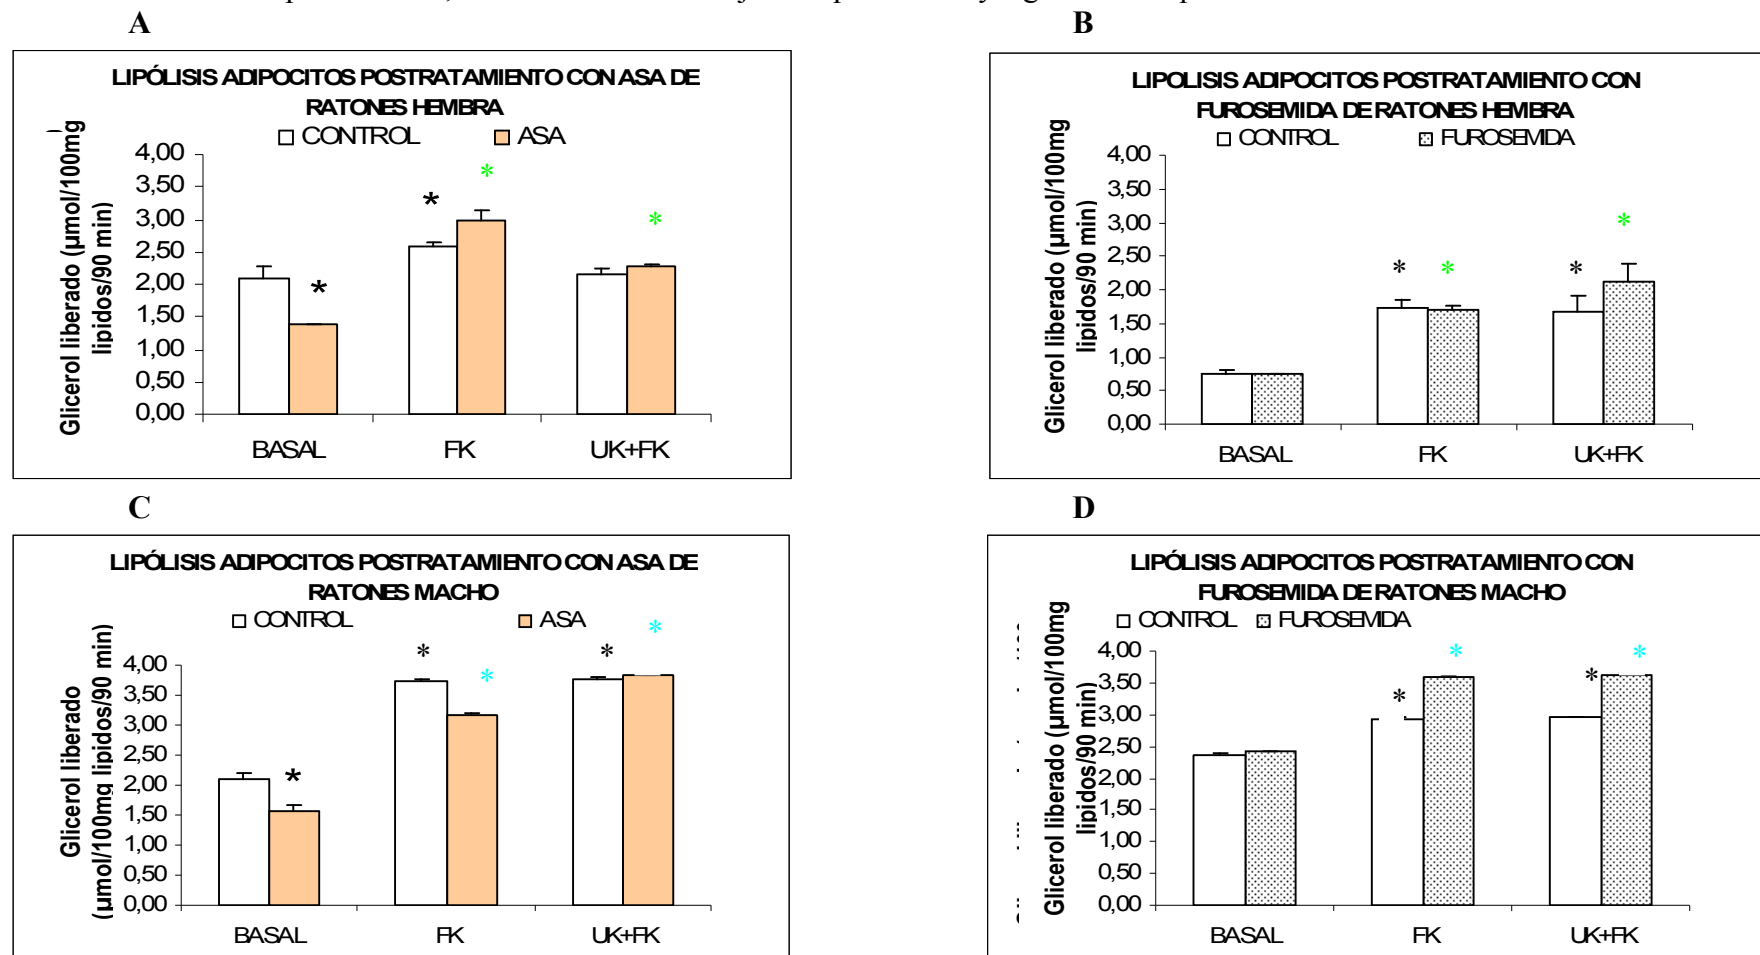 A
LIPÓLISIS ADIPOCITOS POSTRATAMIENTO CON ASA DE
RATONES HEMBRA
CONTROL
ASA
Glicerol liberado (µmol/100mg
lipidos/90 min)
4,00
3,50
3,00
2,50
2,00
1,50
1,00
0,50
0,00
*
*
*
*
BASAL
FK
UK+FK
B
LIPOLISIS ADIPOCITOS POSTRATAMIENTO CON
FUROSEMIDA DE RATONES HEMBRA
CONTROL
FUROSEMIDA
Glicerol liberado (µmol/100mg
lipidos/90 min)
4,00
3,50
3,00
2,50
2,00
1,50
1,00
0,50
0,00
*
*
*
*
BASAL
FK
UK+FK
C
LIPÓLISIS ADIPOCITOS POSTRATAMIENTO CON ASA DE
RATONES MACHO
CONTROL
ASA
Glicerol liberado
(µmol/100mg lipidos/90 min)
4,00
3,50
3,00
2,50
2,00
1,50
1,00
0,50
0,00
*
*
*
*
*
BASAL
FK
UK+FK
D
LIPÓLISIS ADIPOCITOS POSTRATAMIENTO CON
FUROSEMIDA DE RATONES MACHO
CONTROL
FUROSEMIDA
Glicerol liberado (µmol/100mg
lipidos/90 min)
4,00
3,50
3,00
2,50
2,00
1,50
1,00
0,50
0,00
*
*
*
*
BASAL
FK
UK+FK